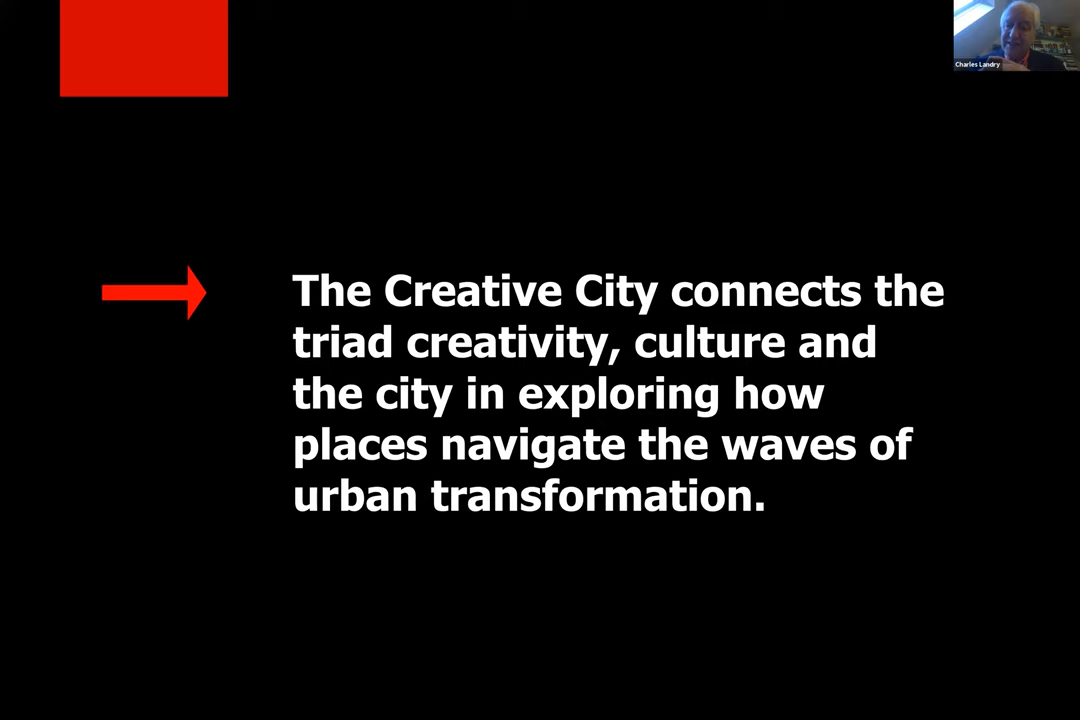 Charles Landry
The Creative City connects the
triad creativity, culture and
the city in exploring how
places navigate the waves of
urban transformation.